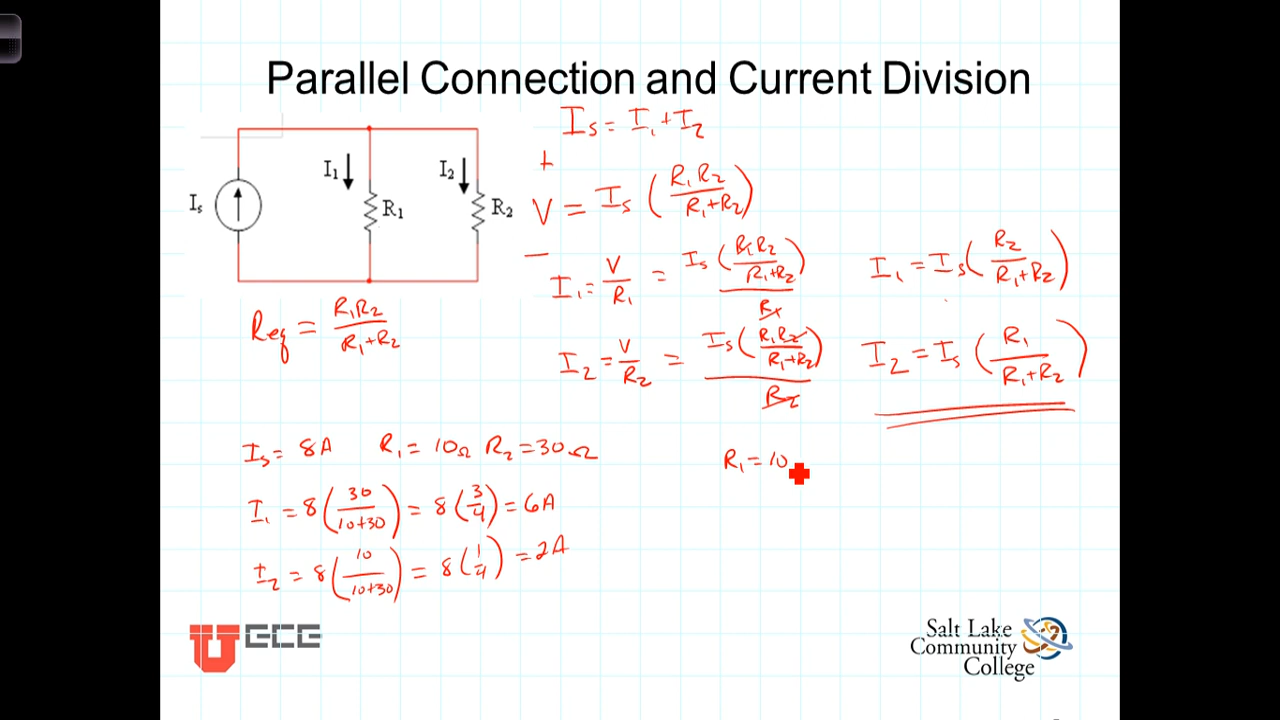 Parallel Connection and Current Division
Is = I1 + I2
Is
I1
R1
I2
R2
+
V = Is (R1R2 / R1+R2)
−
I1 = V/R1 = Is (R1R2 / R1+R2) / R1
I1 = Is (R2 / R1+R2)
Req = R1R2 / R1+R2
I2 = V/R2 = Is (R1R2 / R1+R2) / R2
I2 = Is (R1 / R1+R2)
Is = 8A R1 = 10Ω R2 = 30Ω
R1 = 10
I1 = 8 (30 / 10+30) = 8 (3/4) = 6A
I2 = 8 (10 / 10+30) = 8 (1/4) = 2A
U ECE
Salt Lake
Community
College